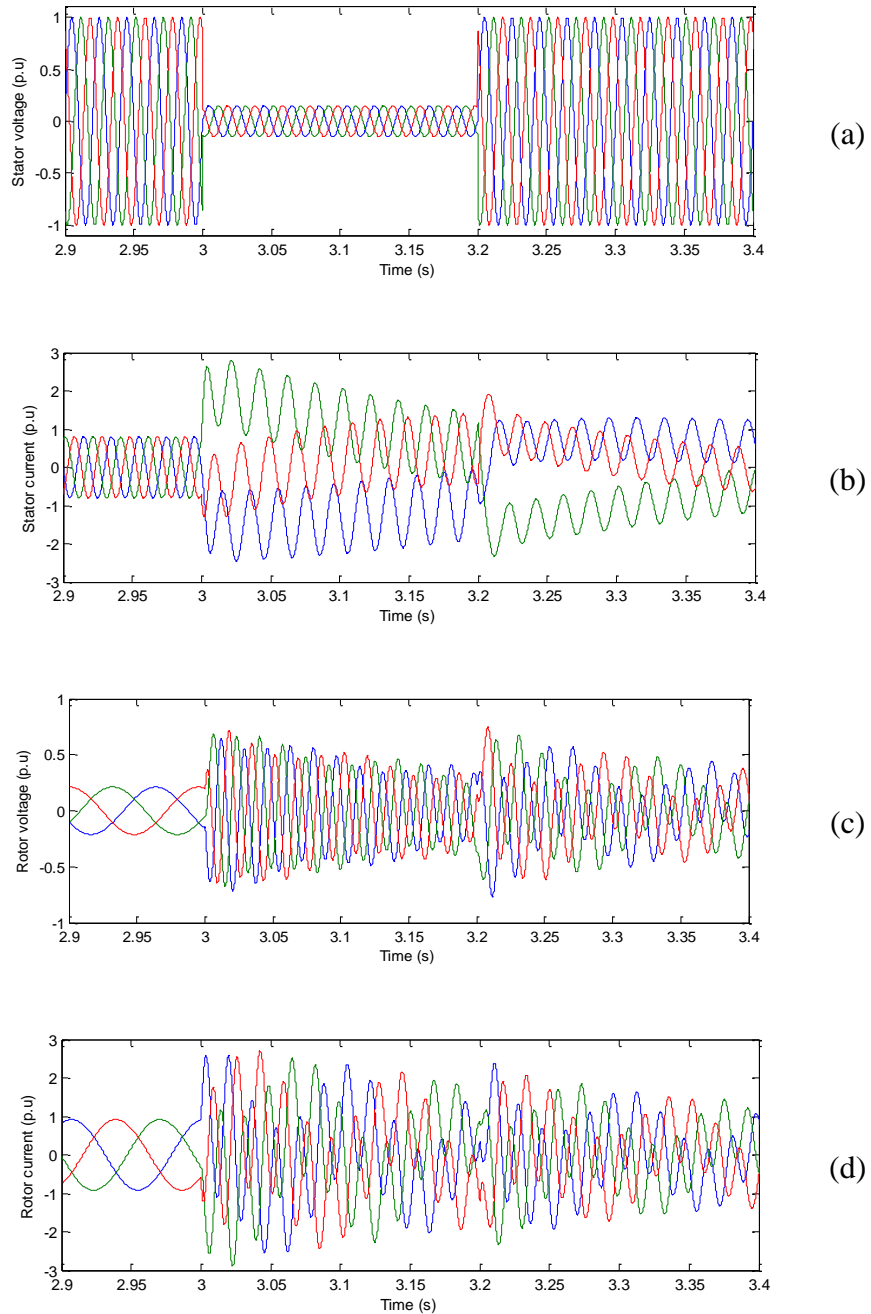 1
0.5
0
-0.5
-1
Stator voltage (p.u)
2.9 2.95 3 3.05 3.1 3.15 3.2 3.25 3.3 3.35 3.4
Time (s)
(a)
3
2
1
0
-1
-2
-3
Stator current (p.u)
2.9 2.95 3 3.05 3.1 3.15 3.2 3.25 3.3 3.35 3.4
Time (s)
(b)
1
0.5
0
-0.5
-1
Rotor voltage (p.u)
2.9 2.95 3 3.05 3.1 3.15 3.2 3.25 3.3 3.35 3.4
Time (s)
(c)
3
2
1
0
-1
-2
-3
Rotor current (p.u)
2.9 2.95 3 3.05 3.1 3.15 3.2 3.25 3.3 3.35 3.4
Time (s)
(d)